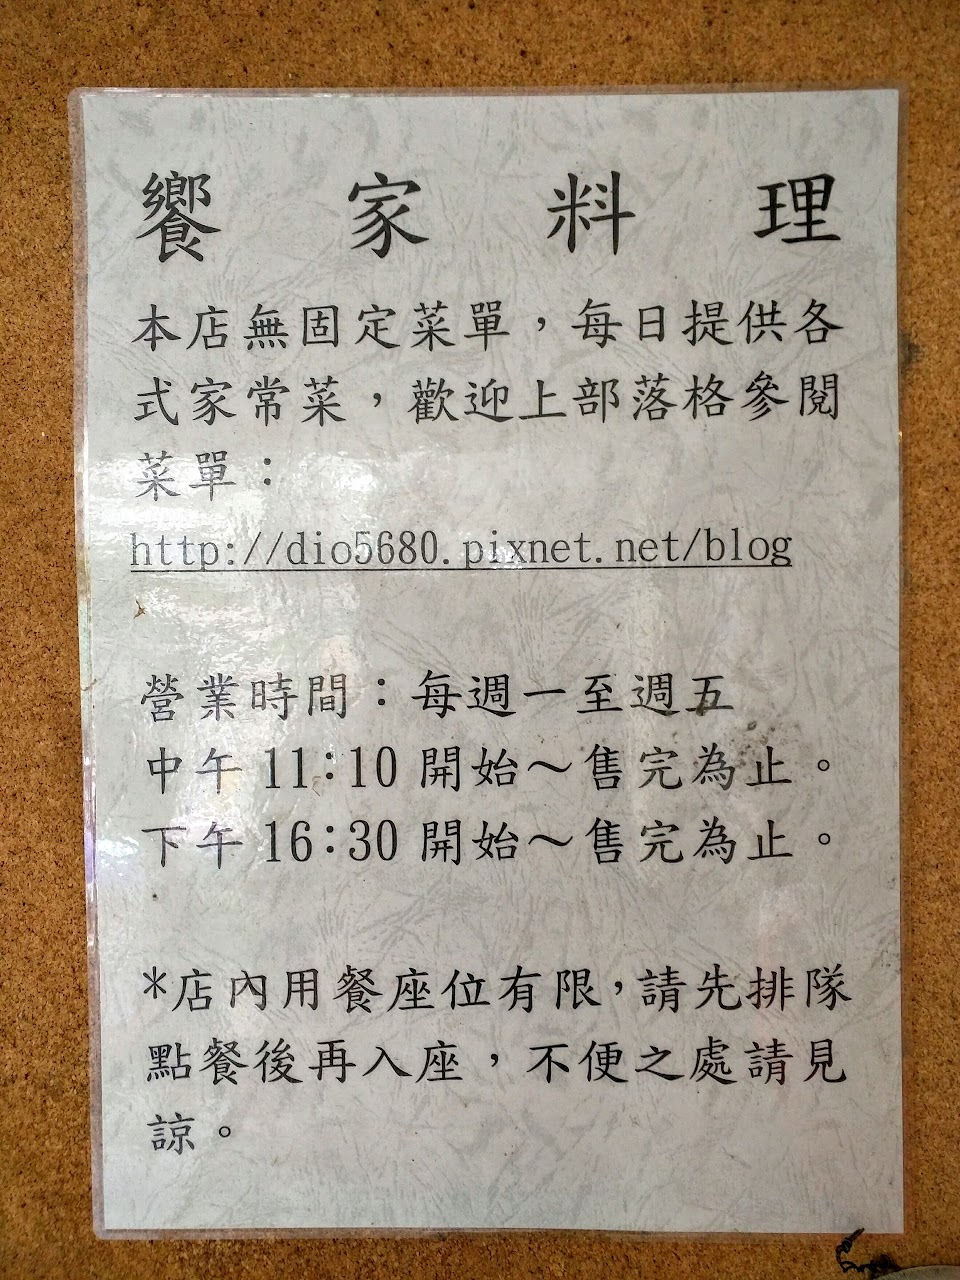 饗家料理
本店無固定菜單，每日提供各
式家常菜，歡迎上部落格參閱
菜單：
http://dio5680.pixnet.net/blog
營業時間：每週一至週五
中午 11:10 開始～售完為止。
下午 16:30 開始～售完為止。
*店內用餐座位有限，請先排隊
點餐後再入座，不便之處請見
諒。